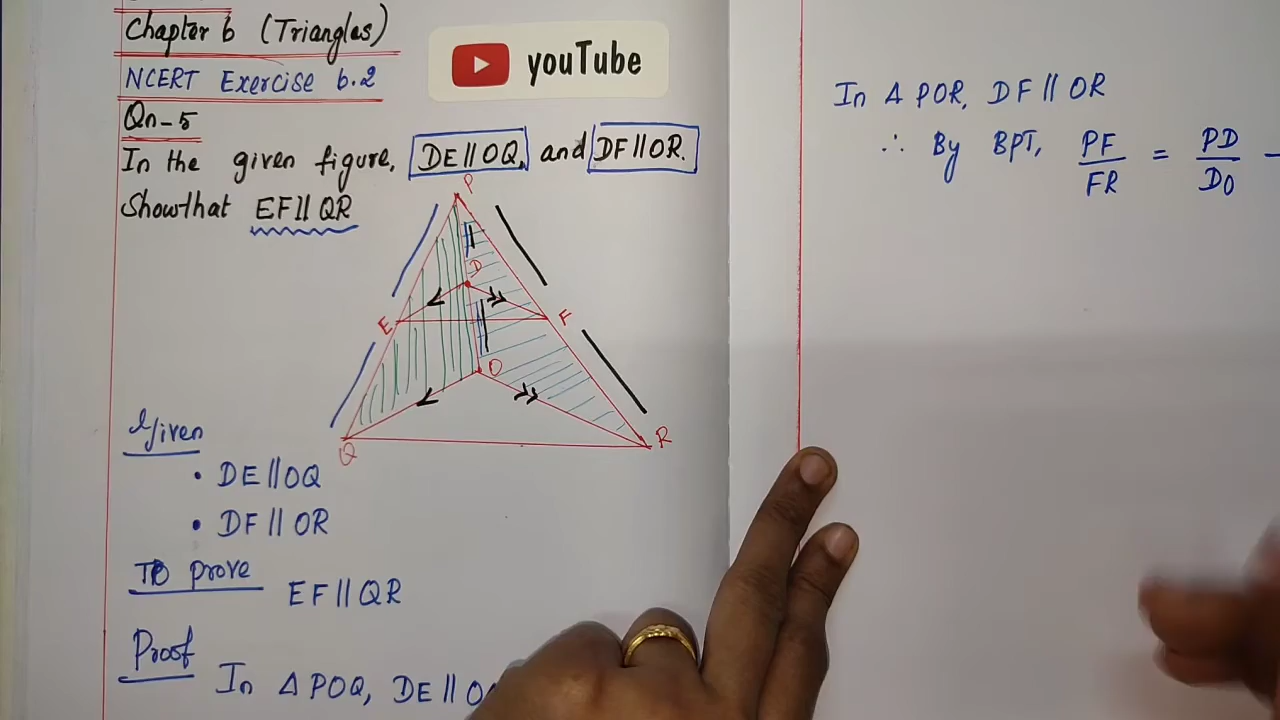 Chapter 6 (Triangles)
NCERT Exercise 6.2
Qn-5
In the given figure, DE||OQ, and DF||OR.
Show that EF||QR
P
D
E
F
O
Q
R
Given
• DE||OQ
• DF||OR
To prove EF||QR
Proof
In Δ POQ, DE||
youTube
In Δ POR, DF||OR
∴ By BPT, PF/FR = PD/DO -